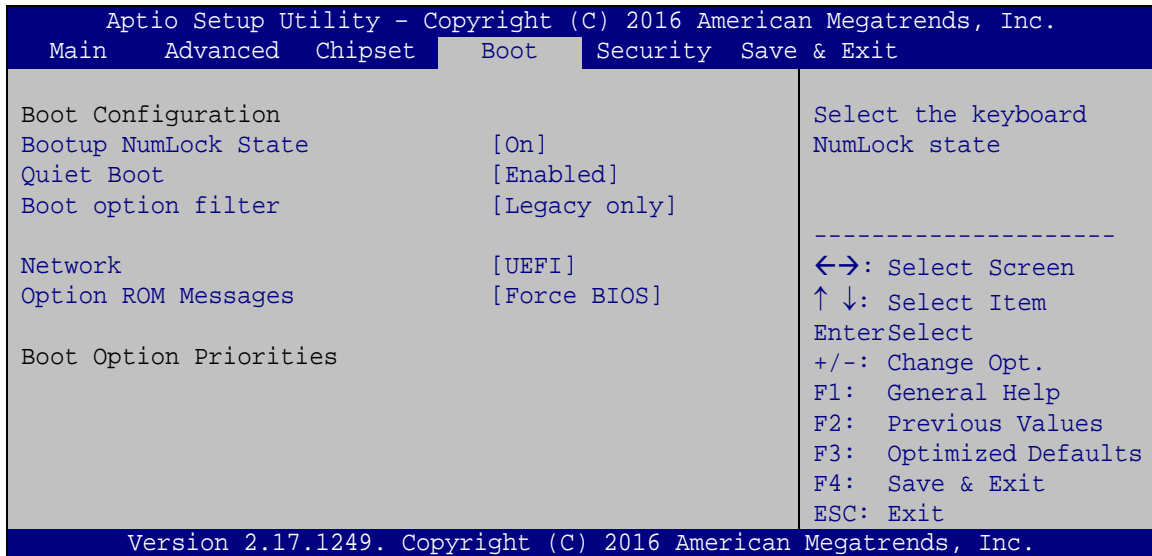 Aptio Setup Utility – Copyright (C) 2016 American Megatrends, Inc.
Main Advanced Chipset Boot Security Save & Exit
Boot Configuration
Bootup NumLock State [On]
Quiet Boot [Enabled]
Boot option filter [Legacy only]
Network [UEFI]
Option ROM Messages [Force BIOS]
Boot Option Priorities
Select the keyboard
NumLock state
---------------------
←→: Select Screen
↑ ↓: Select Item
EnterSelect
+/-: Change Opt.
F1: General Help
F2: Previous Values
F3: Optimized Defaults
F4: Save & Exit
ESC: Exit
Version 2.17.1249. Copyright (C) 2016 American Megatrends, Inc.